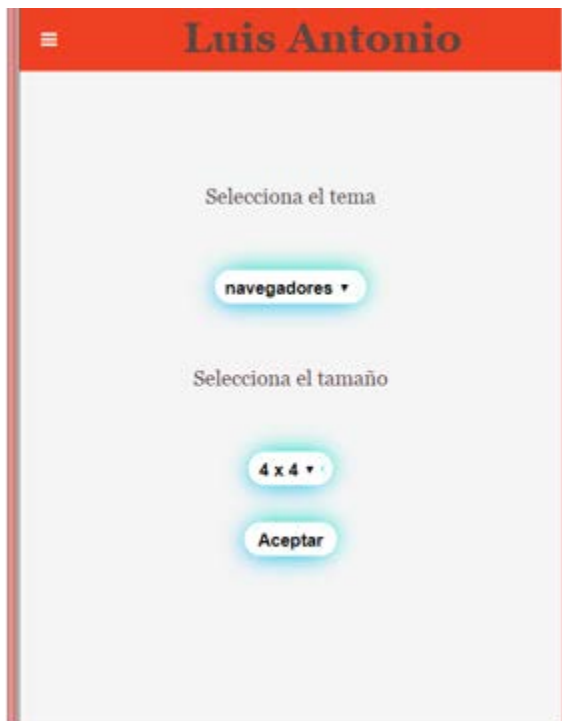 Luis Antonio
Selecciona el tema
navegadores
Selecciona el tamaño
4 x 4
Aceptar